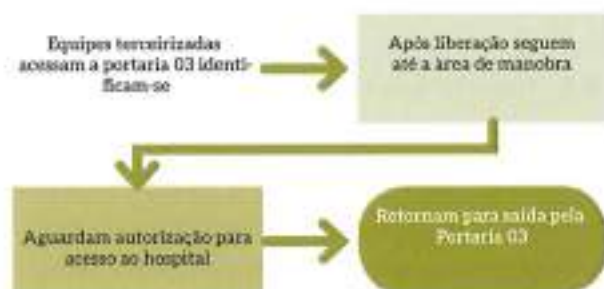 Equipes terceirizadas
acessam a portaria 03 identi-
ficam-se
Após liberação seguem
até a área de manobra
Aguardam autorização para
acesso ao hospital
Retornam para saída pela
Portaria 03